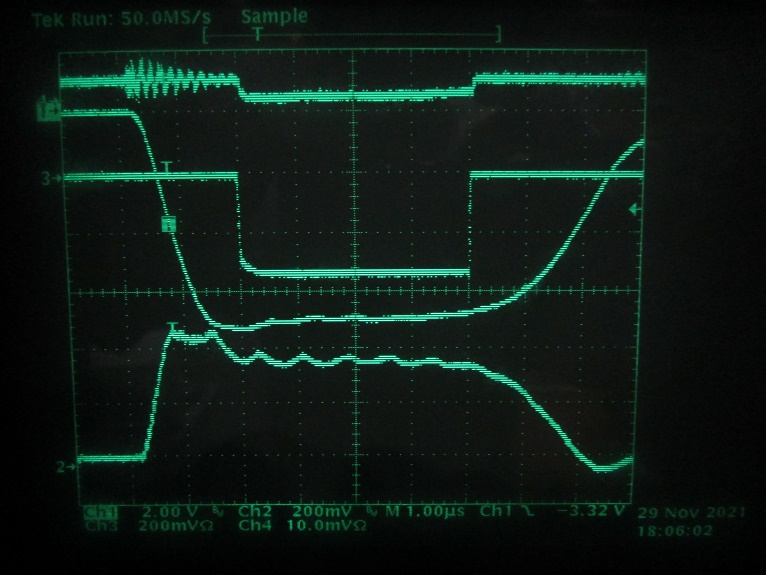 Tek Run: 50.0MS/s Sample
[ T ]
T
3→
T
2→
Ch1 2.00 V Ch2 200mV M 1.00µs Ch1 -3.32 V
Ch3 200mVΩ Ch4 10.0mVΩ
29 Nov 2021
18:06:02